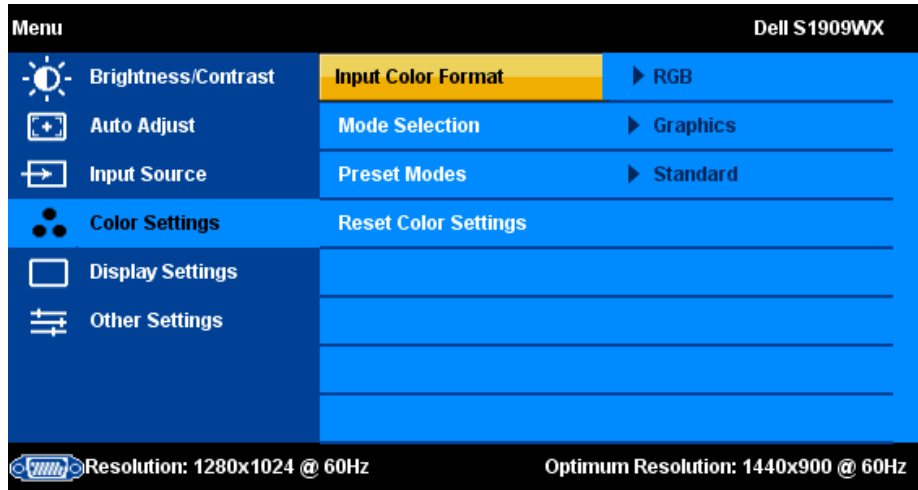 Menu Dell S1909WX
Brightness/Contrast Input Color Format RGB
Auto Adjust Mode Selection Graphics
Input Source Preset Modes Standard
Color Settings Reset Color Settings
Display Settings
Other Settings
Resolution: 1280x1024 @ 60Hz Optimum Resolution: 1440x900 @ 60Hz